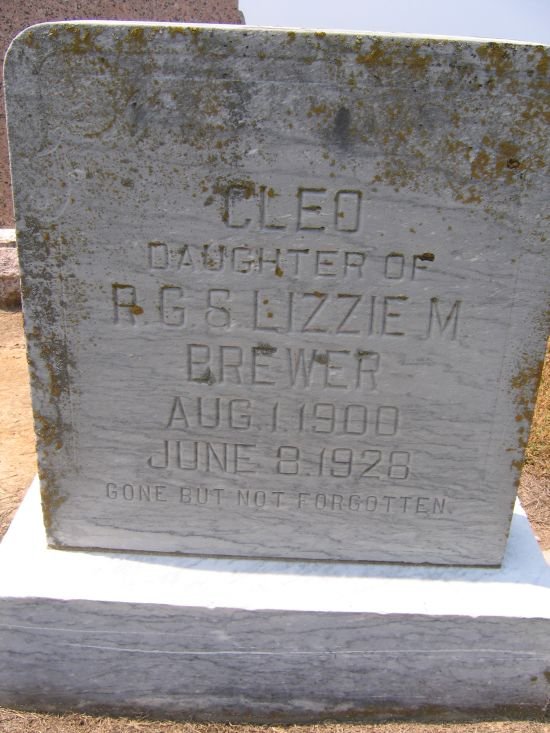 CLEO
DAUGHTER OF
R. G. & LIZZIE M.
BREWER
AUG. 1. 1900
JUNE 8. 1928
GONE BUT NOT FORGOTTEN.